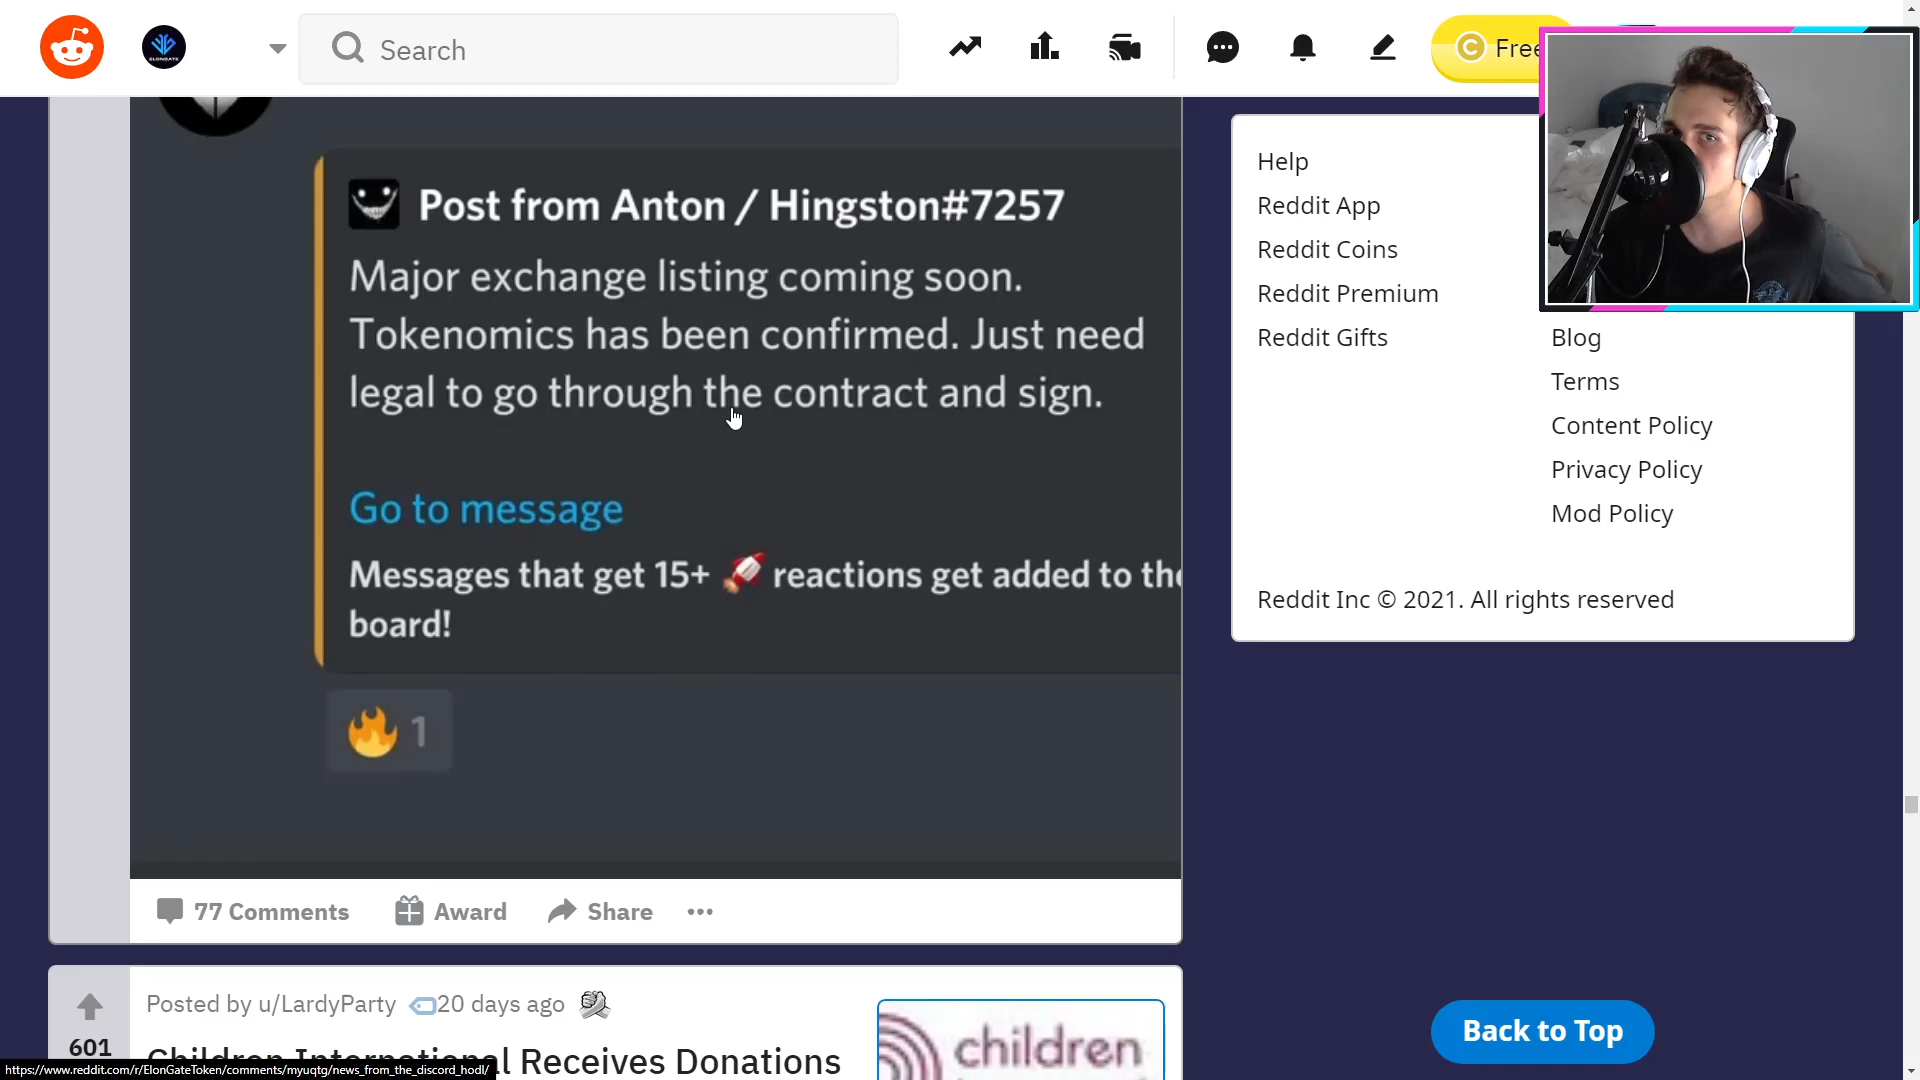 ELONGATE
Search
Free
Post from Anton / Hingston#7257
Major exchange listing coming soon.
Tokenomics has been confirmed. Just need
legal to go through the contract and sign.
Go to message
Messages that get 15+ 🚀 reactions get added to the
board!
🔥 1
77 Comments
Award
Share
Posted by u/LardyParty
20 days ago
601
Children International Receives Donations
children
Help
Reddit App
Reddit Coins
Reddit Premium
Reddit Gifts
Blog
Terms
Content Policy
Privacy Policy
Mod Policy
Reddit Inc © 2021. All rights reserved
Back to Top
https://www.reddit.com/r/ElonGateToken/comments/myuqtg/news_from_the_discord_hodl/